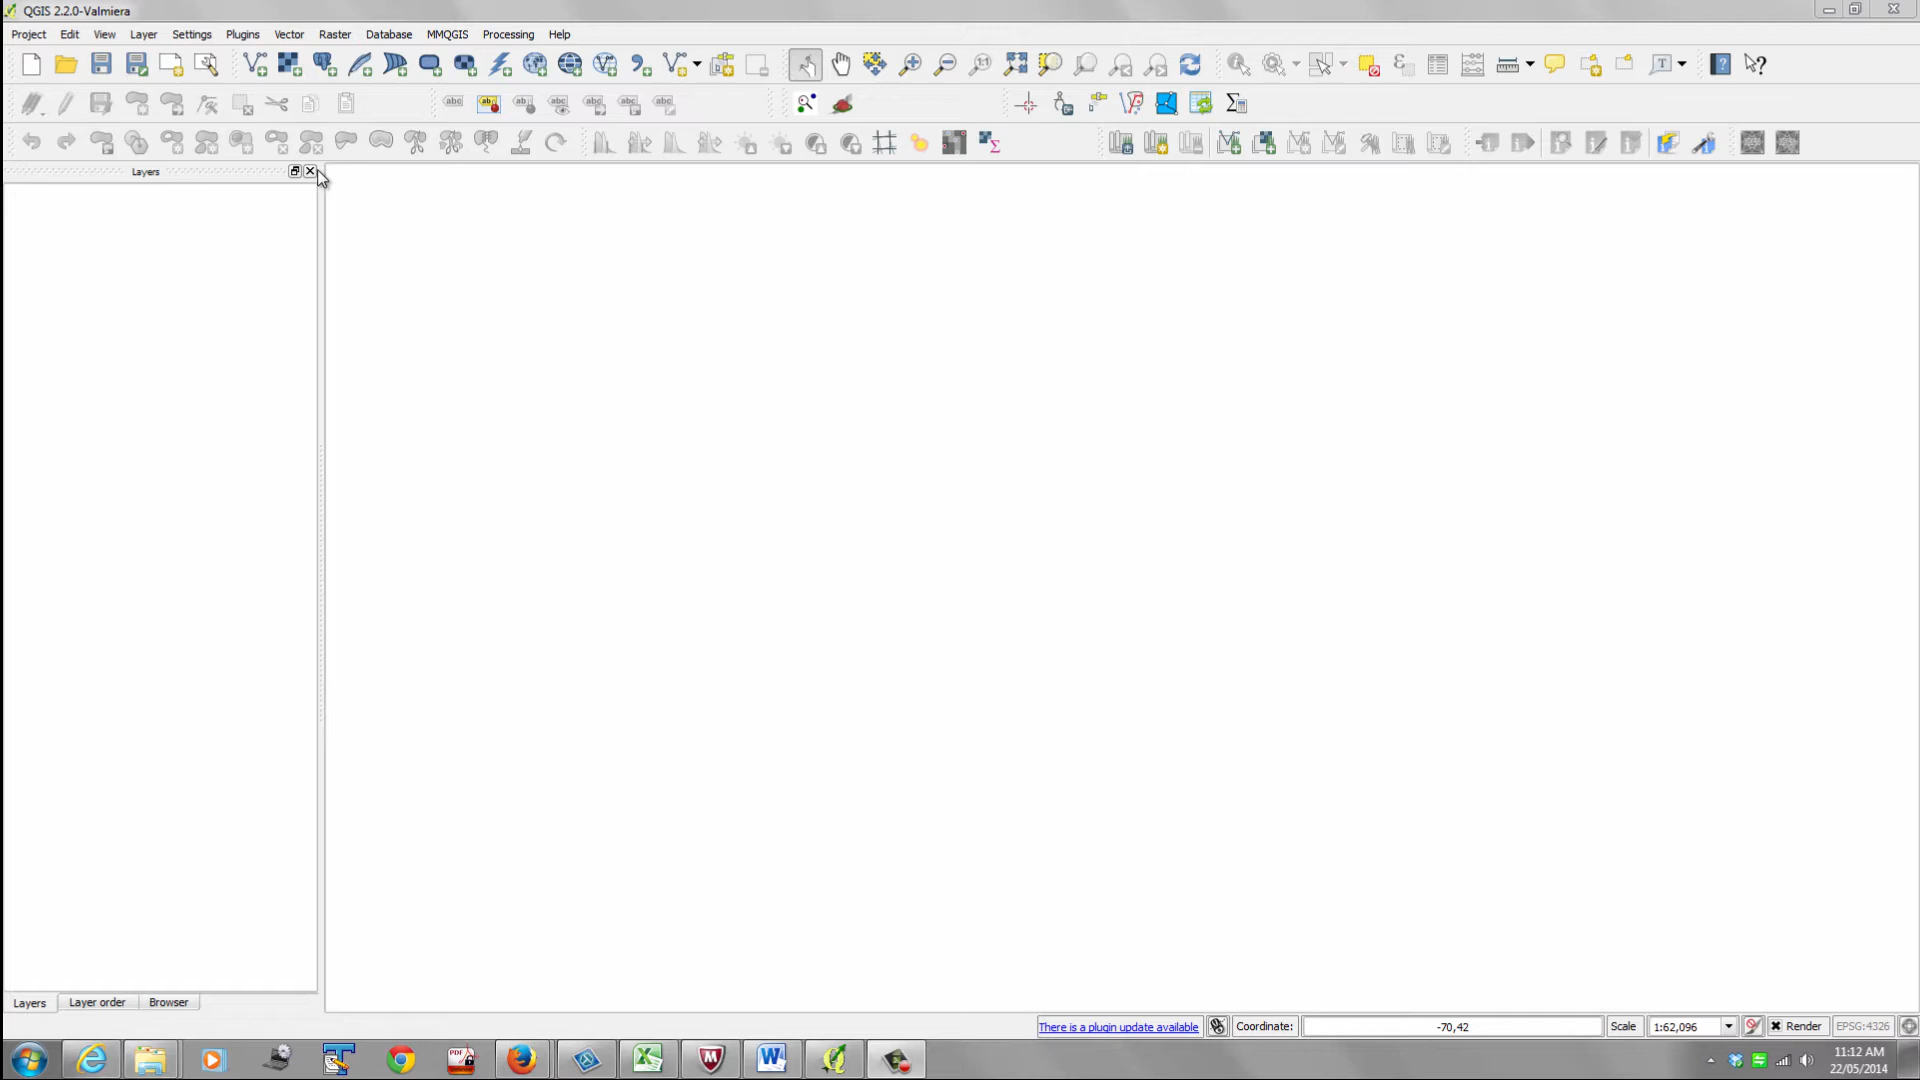 QGIS 2.2.0-Valmiera
Project Edit View Layer Settings Plugins Vector Raster Database MMQGIS Processing Help
Layers
Layers Layer order Browser
There is a plugin update available Coordinate: -70,42 Scale 1:62,096 Render EPSG:4326
11:12 AM
22/05/2014